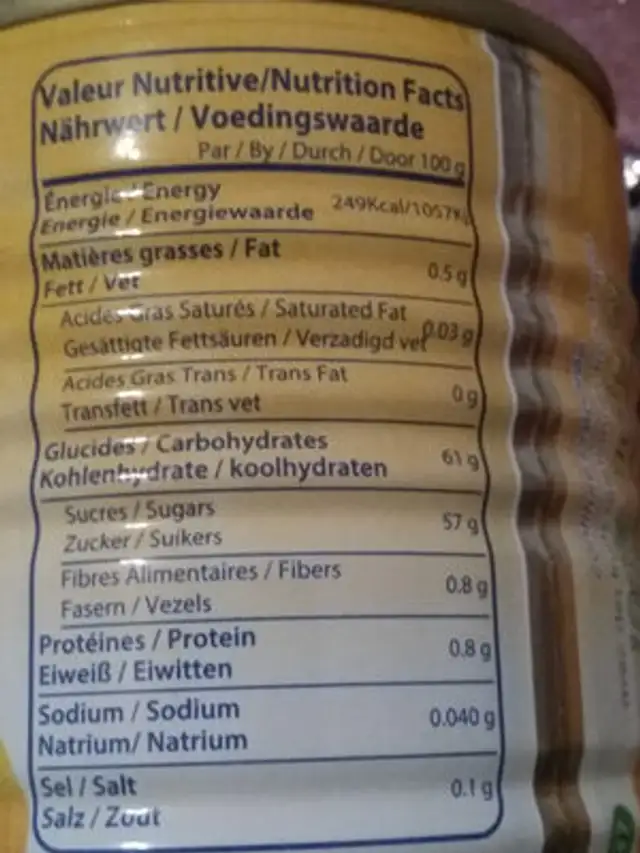 Valeur Nutritive/Nutrition Facts
Nährwert / Voedingswaarde
Par / By / Durch / Door 100 g
Énergie / Energy
Energie / Energiewaarde 249Kcal/1057Kj
Matières grasses / Fat
Fett / Vet 0.5 g
Acides Gras Saturés / Saturated Fat
Gesättigte Fettsäuren / Verzadigd vet 0.03 g
Acides Gras Trans / Trans Fat
Transfett / Trans vet 0 g
Glucides / Carbohydrates
Kohlenhydrate / koolhydraten 61 g
Sucres / Sugars
Zucker / Suikers 57 g
Fibres Alimentaires / Fibers
Fasern / Vezels 0.8 g
Protéines / Protein
Eiweiß / Eiwitten 0.8 g
Sodium / Sodium
Natrium/ Natrium 0.040 g
Sel / Salt
Salz / Zout 0.1 g